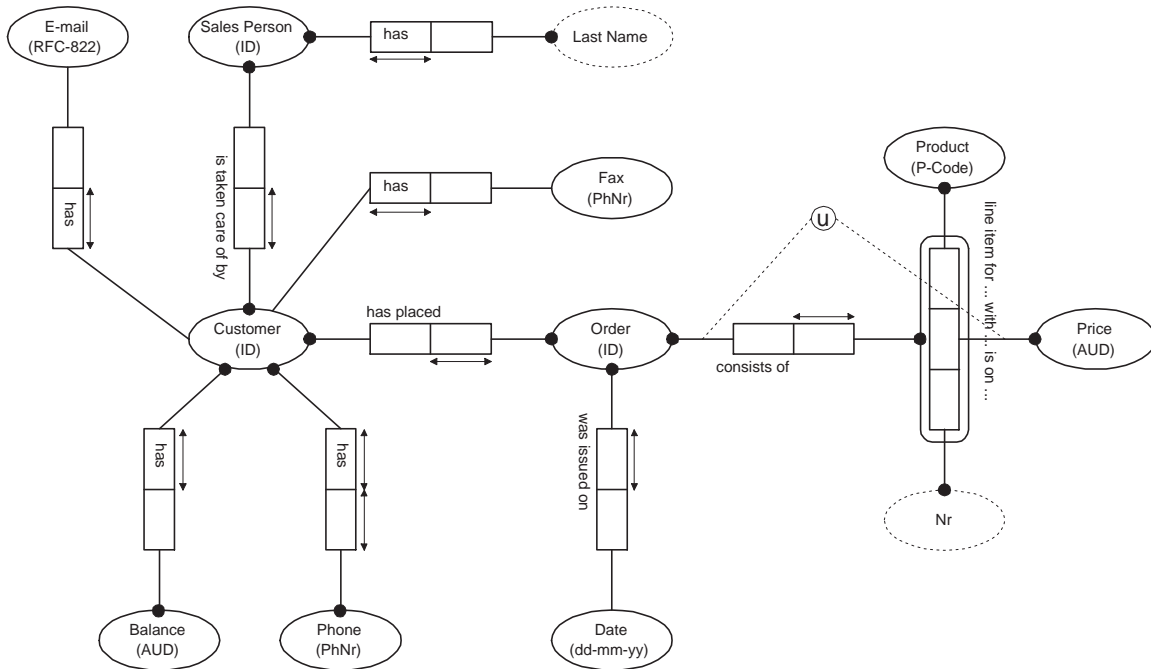 E-mail
(RFC-822)
Sales Person
(ID)
has
Last Name
is taken care of by
has
has
Fax
(PhNr)
Product
(P-Code)
line item for ... with ... is on ...
u
Customer
(ID)
has placed
Order
(ID)
consists of
Price
(AUD)
has
has
was issued on
Nr
Balance
(AUD)
Phone
(PhNr)
Date
(dd-mm-yy)